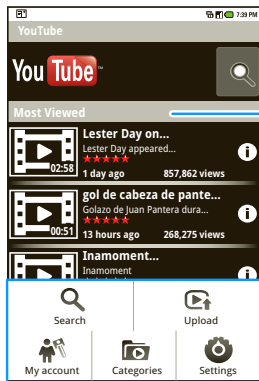 7:39 PM
YouTube
You Tube™
Most Viewed
Lester Day on...
Lester Day appeared...
02:58
1 day ago 857,862 views
gol de cabeza de pante...
Golazo de Juan Pantera dura...
00:51
13 hours ago 268,275 views
Inamoment...
Inamoment
Search
Upload
My account
Categories
Settings